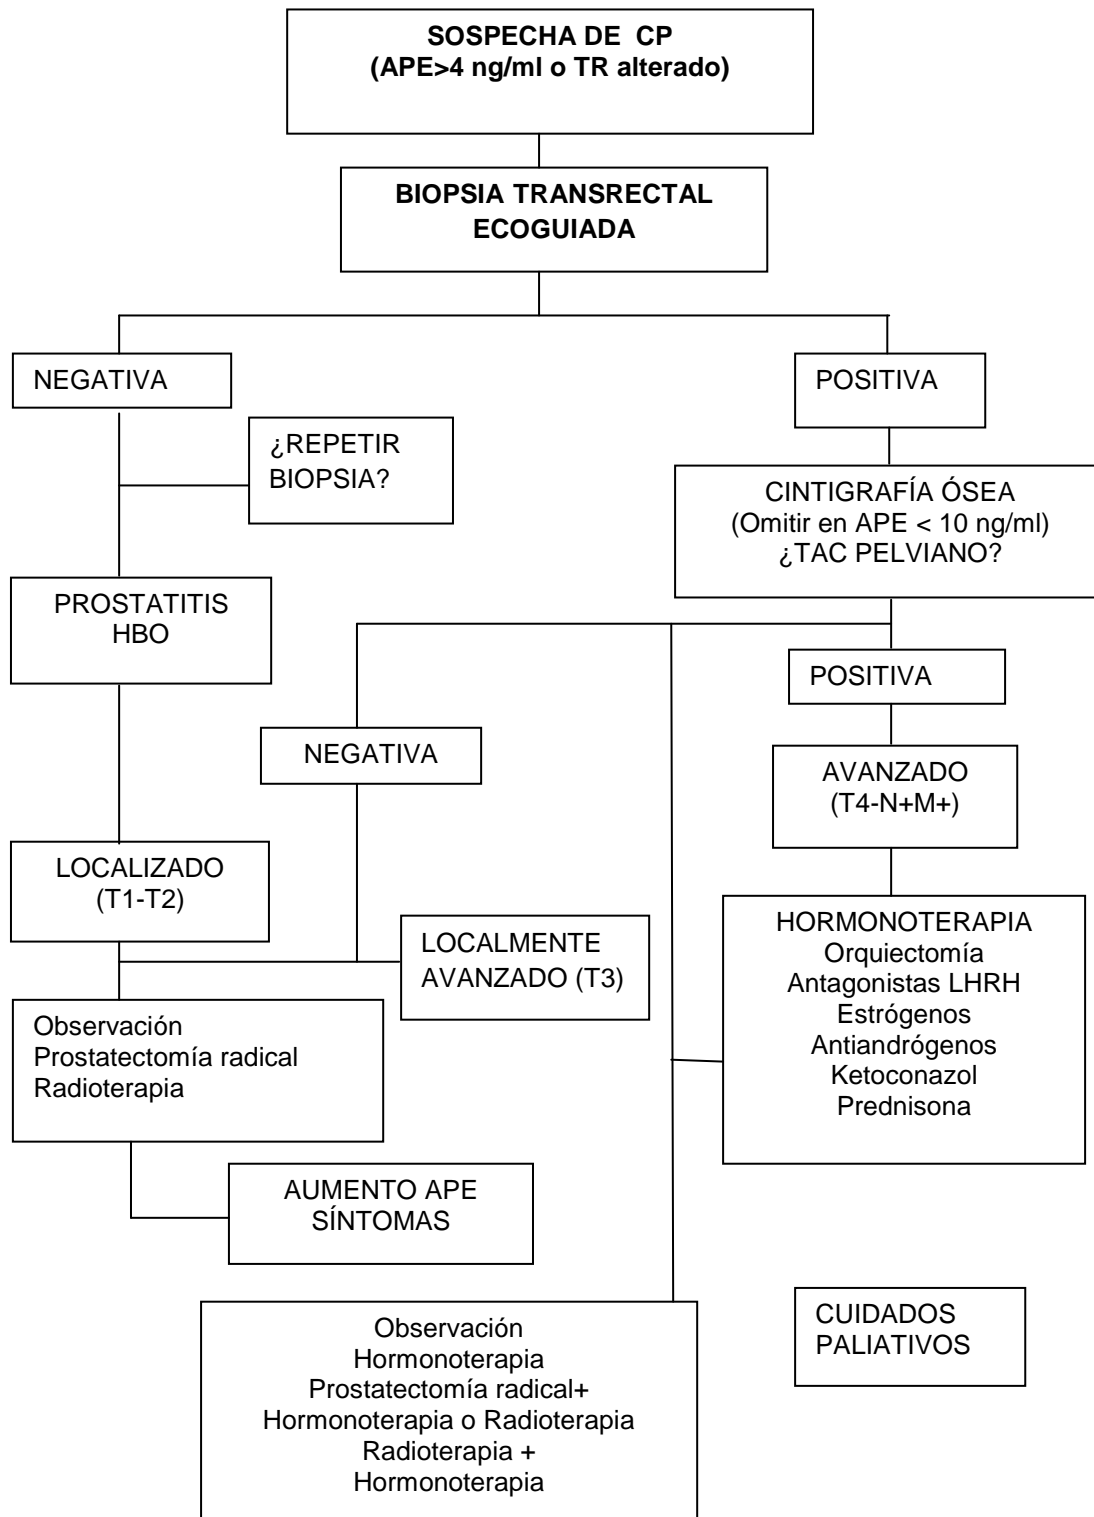 SOSPECHA DE CP
(APE>4 ng/ml o TR alterado)
BIOPSIA TRANSRECTAL
ECOGUIADA
NEGATIVA
POSITIVA
¿REPETIR
BIOPSIA?
CINTIGRAFÍA ÓSEA
(Omitir en APE < 10 ng/ml)
¿TAC PELVIANO?
PROSTATITIS
HBO
POSITIVA
NEGATIVA
AVANZADO
(T4-N+M+)
LOCALIZADO
(T1-T2)
LOCALMENTE
AVANZADO (T3)
HORMONOTERAPIA
Orquiectomía
Antagonistas LHRH
Estrógenos
Antiandrógenos
Ketoconazol
Prednisona
Observación
Prostatectomía radical
Radioterapia
AUMENTO APE
SÍNTOMAS
Observación
Hormonoterapia
Prostatectomía radical+
Hormonoterapia o Radioterapia
Radioterapia +
Hormonoterapia
CUIDADOS
PALIATIVOS